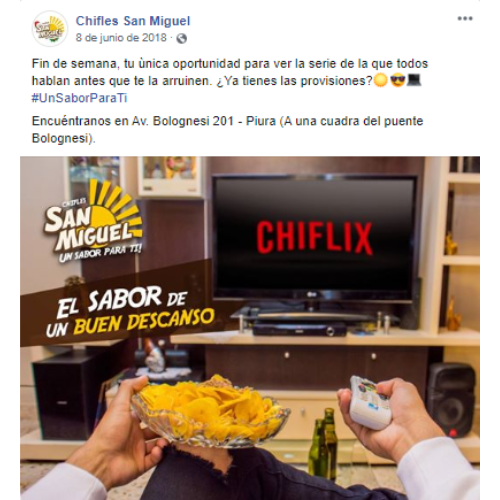 Chifles San Miguel
8 de junio de 2018
Fin de semana, tu ùnica oportunidad para ver la serie de la que todos
hablan antes que te la arruinen. ¿Ya tienes las provisiones?🌕😎💻
#UnSaborParaTi
Encuéntranos en Av. Bolognesi 201 - Piura (A una cuadra del puente
Bolognesi).
CHIFLES
SAN
MIGUEL
UN SABOR PARA TI!
CHIFLIX
EL SABOR DE
UN BUEN DESCANSO